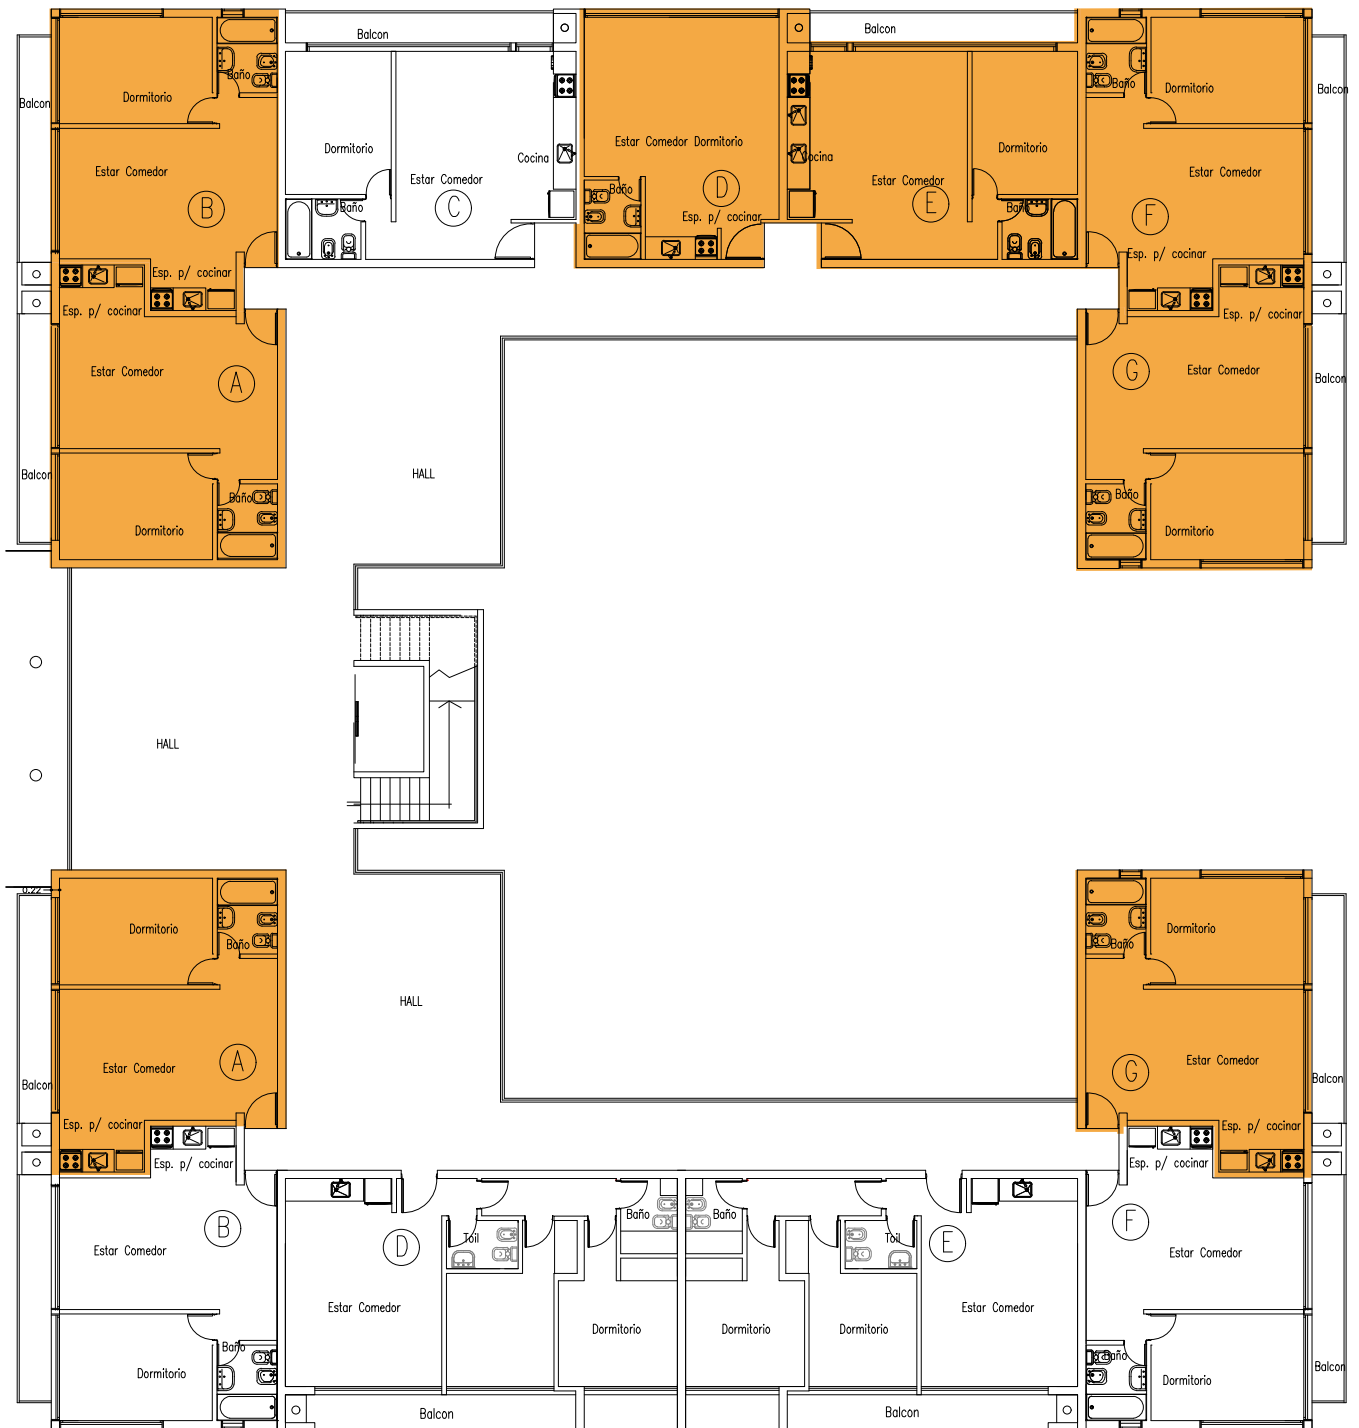 Balcon
Balcon
Baño
Baño
Balcon
Dormitorio
Dormitorio
Balcon
Estar Comedor Dormitorio
Dormitorio
Dormitorio
Cocina
Cocina
Estar Comedor
Estar Comedor
Estar Comedor
Estar Comedor
B
C
Baño
Baño
D
Esp. p/ cocinar
E
Baño
F
Esp. p/ cocinar
Esp. p/ cocinar
Esp. p/ cocinar
Esp. p/ cocinar
Estar Comedor
A
G
Estar Comedor
Balcon
Balcon
HALL
Baño
Baño
Dormitorio
Dormitorio
HALL
0.22
Dormitorio
Dormitorio
Baño
Baño
HALL
Estar Comedor
A
G
Estar Comedor
Balcon
Balcon
Esp. p/ cocinar
Esp. p/ cocinar
Esp. p/ cocinar
Esp. p/ cocinar
B
Baño
Baño
F
Estar Comedor
D
Toil
Toil
E
Estar Comedor
Estar Comedor
Estar Comedor
Baño
Dormitorio
Dormitorio
Dormitorio
Baño
Dormitorio
Dormitorio
Balcon
Balcon
Balcon